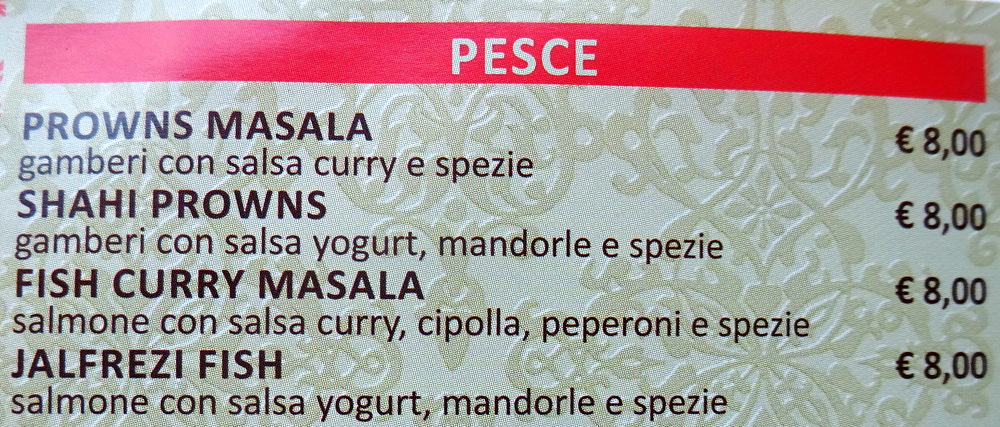 PESCE
PROWNS MASALA € 8,00
gamberi con salsa curry e spezie
SHAHI PROWNS € 8,00
gamberi con salsa yogurt, mandorle e spezie
FISH CURRY MASALA € 8,00
salmone con salsa curry, cipolla, peperoni e spezie
JALFREZI FISH € 8,00
salmone con salsa yogurt, mandorle e spezie